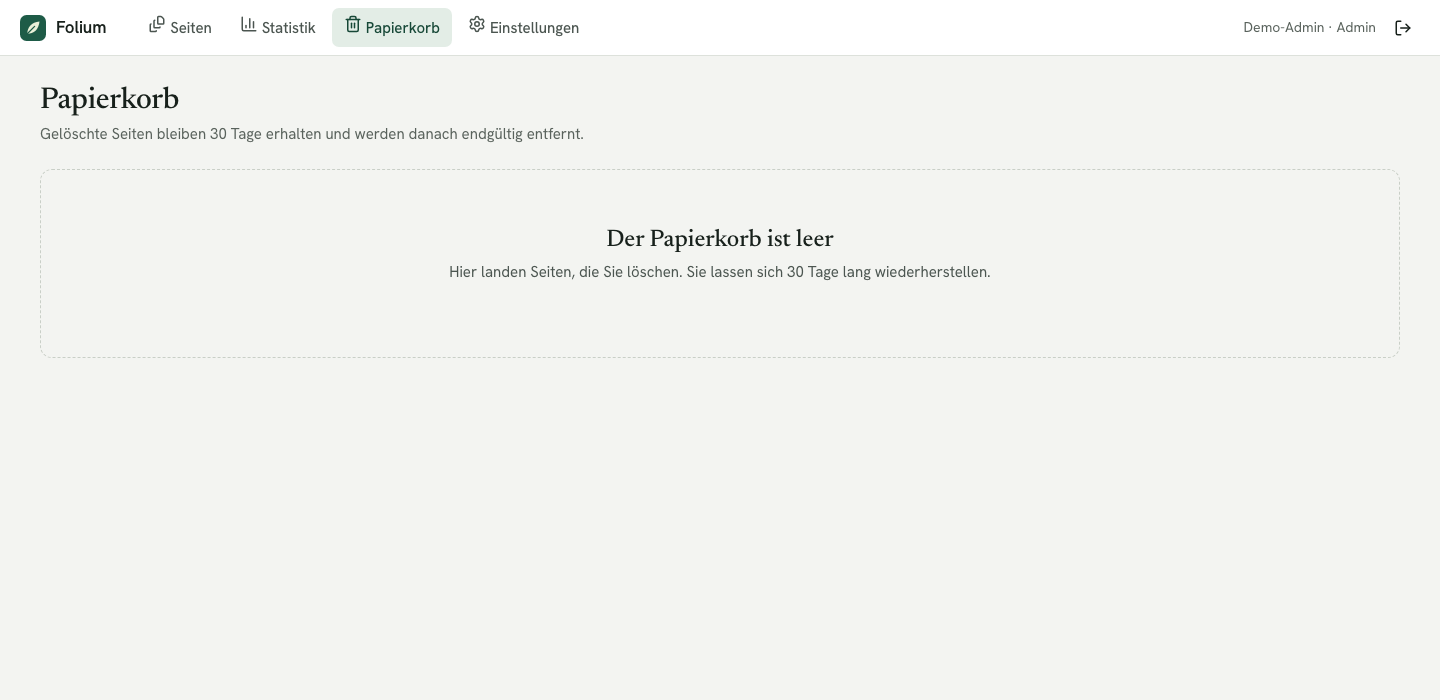 Folium
Seiten
Statistik
Papierkorb
Einstellungen
Demo-Admin · Admin
Papierkorb
Gelöschte Seiten bleiben 30 Tage erhalten und werden danach endgültig entfernt.
Der Papierkorb ist leer
Hier landen Seiten, die Sie löschen. Sie lassen sich 30 Tage lang wiederherstellen.